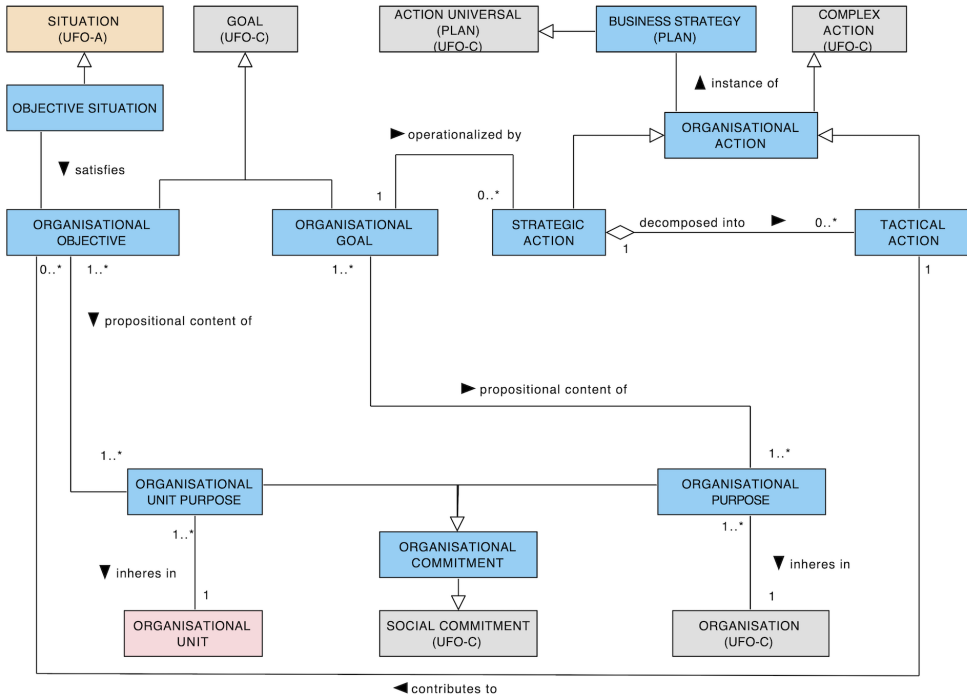 SITUATION
(UFO-A)
GOAL
(UFO-C)
ACTION UNIVERSAL
(PLAN)
(UFO-C)
BUSINESS STRATEGY
(PLAN)
COMPLEX
ACTION
(UFO-C)
OBJECTIVE SITUATION
instance of
ORGANISATIONAL
ACTION
operationalized by
satisfies
1
0..*
ORGANISATIONAL
OBJECTIVE
ORGANISATIONAL
GOAL
STRATEGIC
ACTION
decomposed into
1
0..*
TACTICAL
ACTION
0..*
1..*
1..*
1
propositional content of
propositional content of
1..*
1..*
ORGANISATIONAL
UNIT PURPOSE
ORGANISATIONAL
PURPOSE
1..*
1..*
ORGANISATIONAL
COMMITMENT
inheres in
inheres in
1
1
ORGANISATIONAL
UNIT
SOCIAL COMMITMENT
(UFO-C)
ORGANISATION
(UFO-C)
contributes to